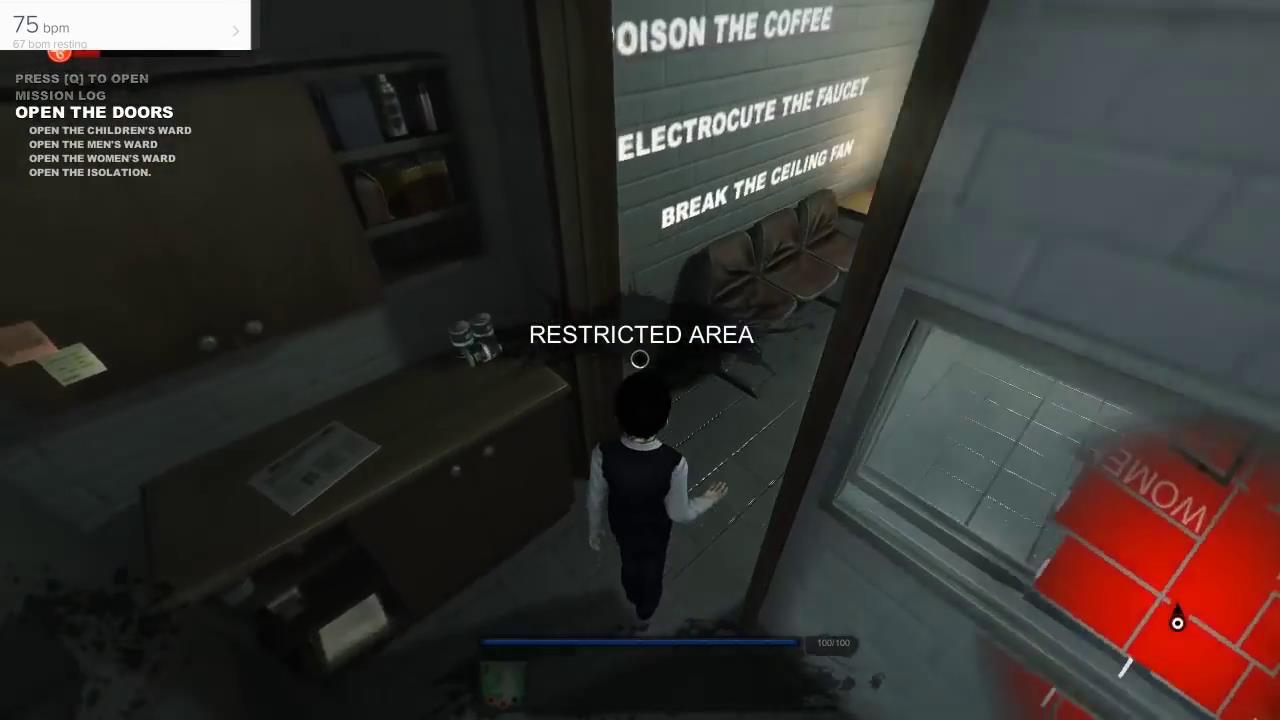 75 bpm
67 bpm resting
PRESS [Q] TO OPEN
MISSION LOG
OPEN THE DOORS
OPEN THE CHILDREN'S WARD
OPEN THE MEN'S WARD
OPEN THE WOMEN'S WARD
OPEN THE ISOLATION.
OISON THE COFFEE
ELECTROCUTE THE FAUCET
BREAK THE CEILING FAN
RESTRICTED AREA
WOME
100/100